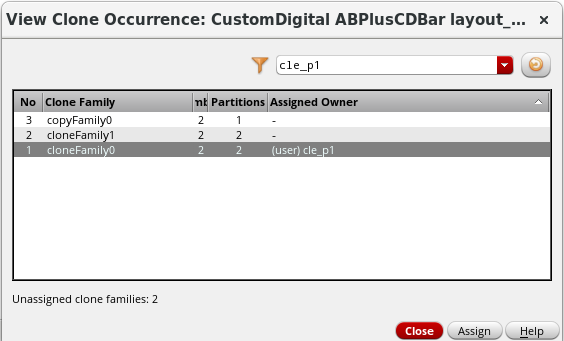 View Clone Occurrence: CustomDigital ABPlusCDBar layout_...
cle_p1
No Clone Family Partitions Assigned Owner
3 copyFamily0 2 1 -
2 cloneFamily1 2 2 -
1 cloneFamily0 2 2 (user) cle_p1
Unassigned clone families: 2
Close Assign Help